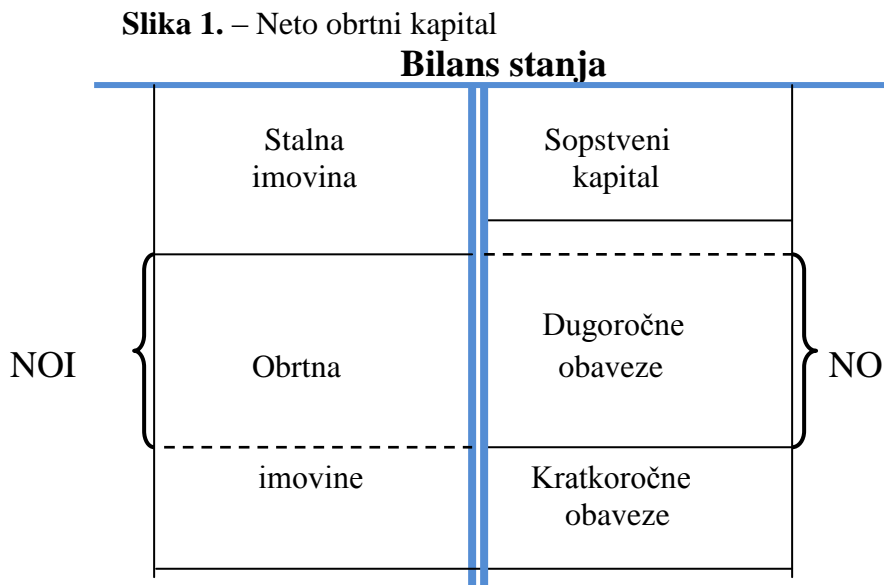 Slika 1. – Neto obrtni kapital
Bilans stanja
Stalna
imovina
Sopstveni
kapital
NOI
Obrtna
imovine
Dugoročne
obaveze
NO
Kratkoročne
obaveze